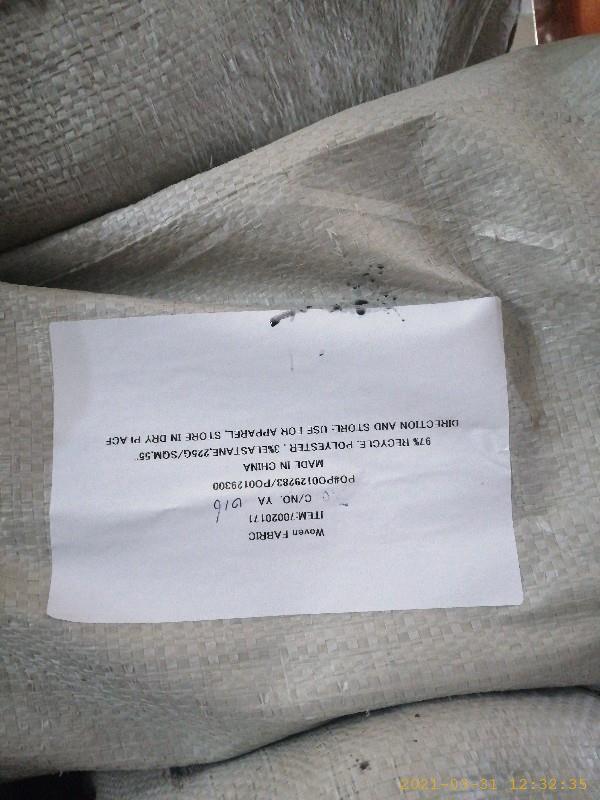 Woven FABRIC
ITEM:70020171
C/NO. YA 016
PO#PO0129283/PO0129300
MADE IN CHINA
97% RECYCLE POLYESTER , 3%ELASTANE,225G/SQM,55"
DIRECTION AND STORE: USE FOR APPAREL, STORE IN DRY PLACE
2021-03-31 12:32:35